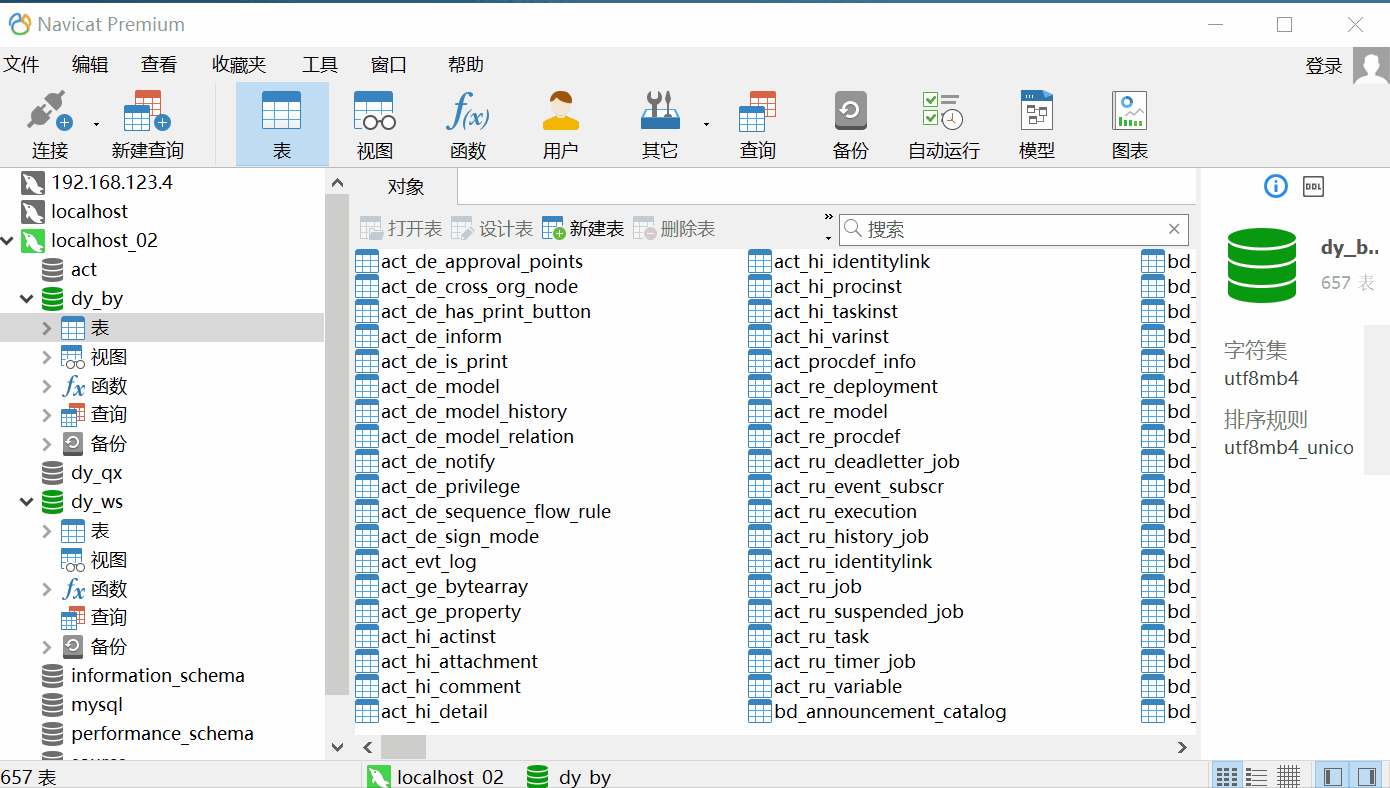 Navicat Premium
文件 编辑 查看 收藏夹 工具 窗口 帮助 登录
连接 新建查询 表 视图 函数 用户 其它 查询 备份 自动运行 模型 图表
192.168.123.4
localhost
localhost_02
act
dy_by
表
视图
函数
查询
备份
dy_qx
dy_ws
表
视图
函数
查询
备份
information_schema
mysql
performance_schema
对象
打开表 设计表 新建表 删除表 » 搜索
act_de_approval_points act_hi_identitylink bd_
act_de_cross_org_node act_hi_procinst bd_
act_de_has_print_button act_hi_taskinst bd_
act_de_inform act_hi_varinst bd_
act_de_is_print act_procdef_info bd_
act_de_model act_re_deployment bd_
act_de_model_history act_re_model bd_
act_de_model_relation act_re_procdef bd_
act_de_notify act_ru_deadletter_job bd_
act_de_privilege act_ru_event_subscr bd_
act_de_sequence_flow_rule act_ru_execution bd_
act_de_sign_mode act_ru_history_job bd_
act_evt_log act_ru_identitylink bd_
act_ge_bytearray act_ru_job bd_
act_ge_property act_ru_suspended_job bd_
act_hi_actinst act_ru_task bd_
act_hi_attachment act_ru_timer_job bd_
act_hi_comment act_ru_variable bd_
act_hi_detail bd_announcement_catalog bd_
DDL
dy_b..
657 表
字符集
utf8mb4
排序规则
utf8mb4_unico
657 表 localhost_02 dy_by